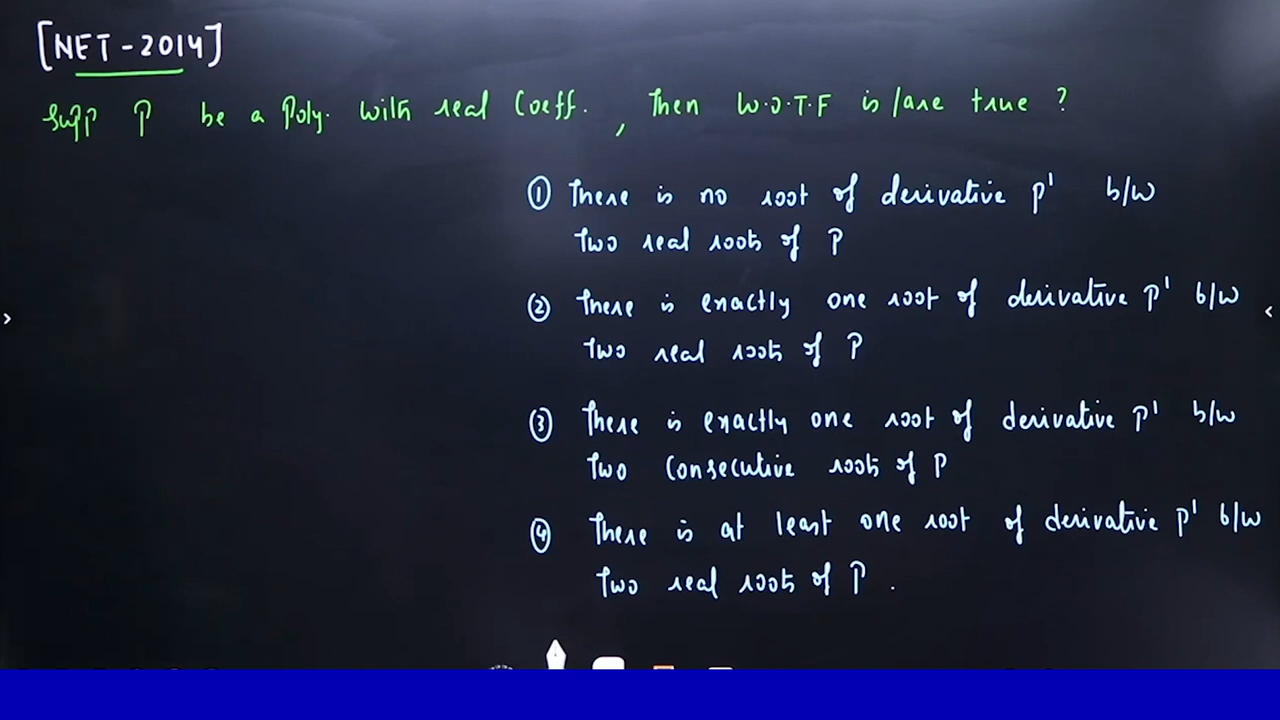 [NET-2014]
Supp P be a Poly. with real Coeff. , Then W.O.T.F is/are true ?
① There is no root of derivative p' b/w
Two real roots of P
② There is exactly one root of derivative p' b/w
Two real roots of P
③ There is exactly one root of derivative p' b/w
Two Consecutive roots of P
④ There is at least one root of derivative p' b/w
Two real roots of P .